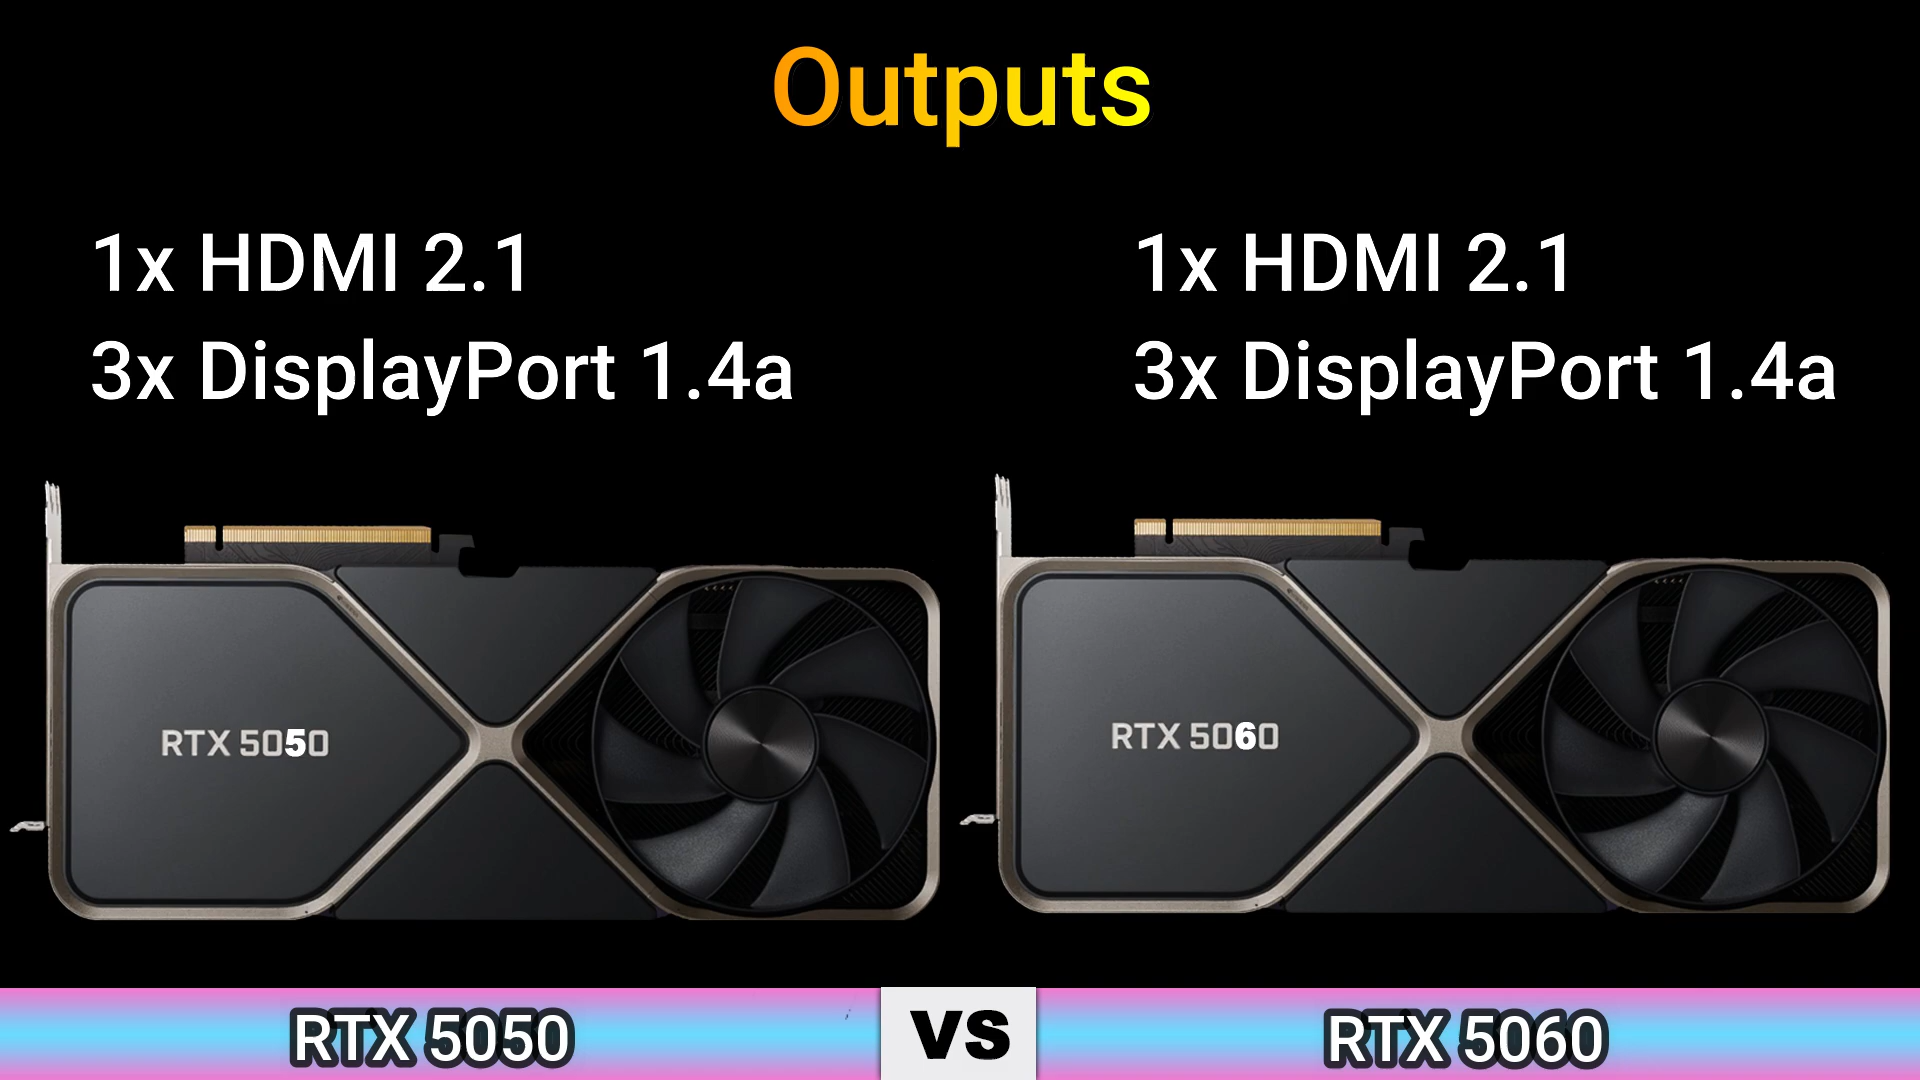 Outputs
1x HDMI 2.1
3x DisplayPort 1.4a
1x HDMI 2.1
3x DisplayPort 1.4a
RTX 5050
RTX 5060
RTX 5050
VS
RTX 5060